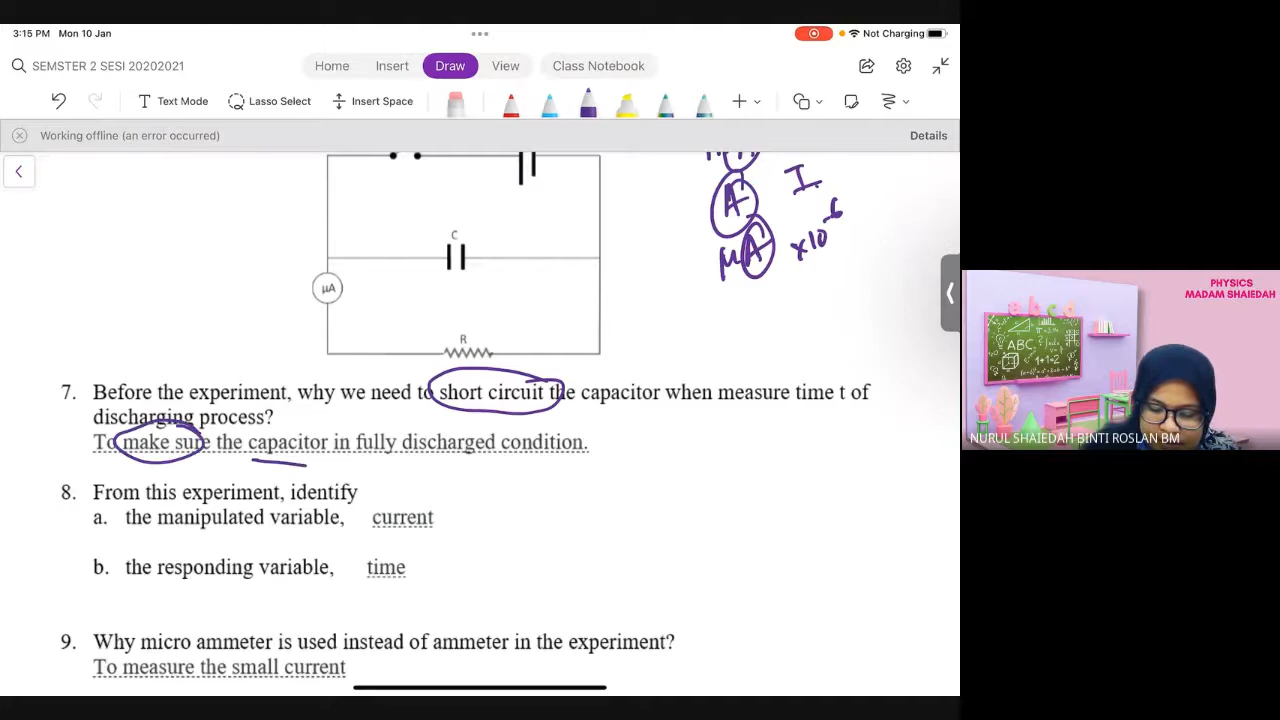 3:15 PM Mon 10 Jan
Not Charging
SEMSTER 2 SESI 20202021
Home Insert Draw View Class Notebook
Text Mode Lasso Select Insert Space
Working offline (an error occurred) Details
A I
μA x10⁻⁶
C
μA
R
7. Before the experiment, why we need to short circuit the capacitor when measure time t of
discharging process?
To make sure the capacitor in fully discharged condition.
8. From this experiment, identify
a. the manipulated variable, current
b. the responding variable, time
9. Why micro ammeter is used instead of ammeter in the experiment?
To measure the small current
PHYSICS
MADAM SHAIEDAH
a b c
ABC
1+1=2
NURUL SHAIEDAH BINTI ROSLAN BM